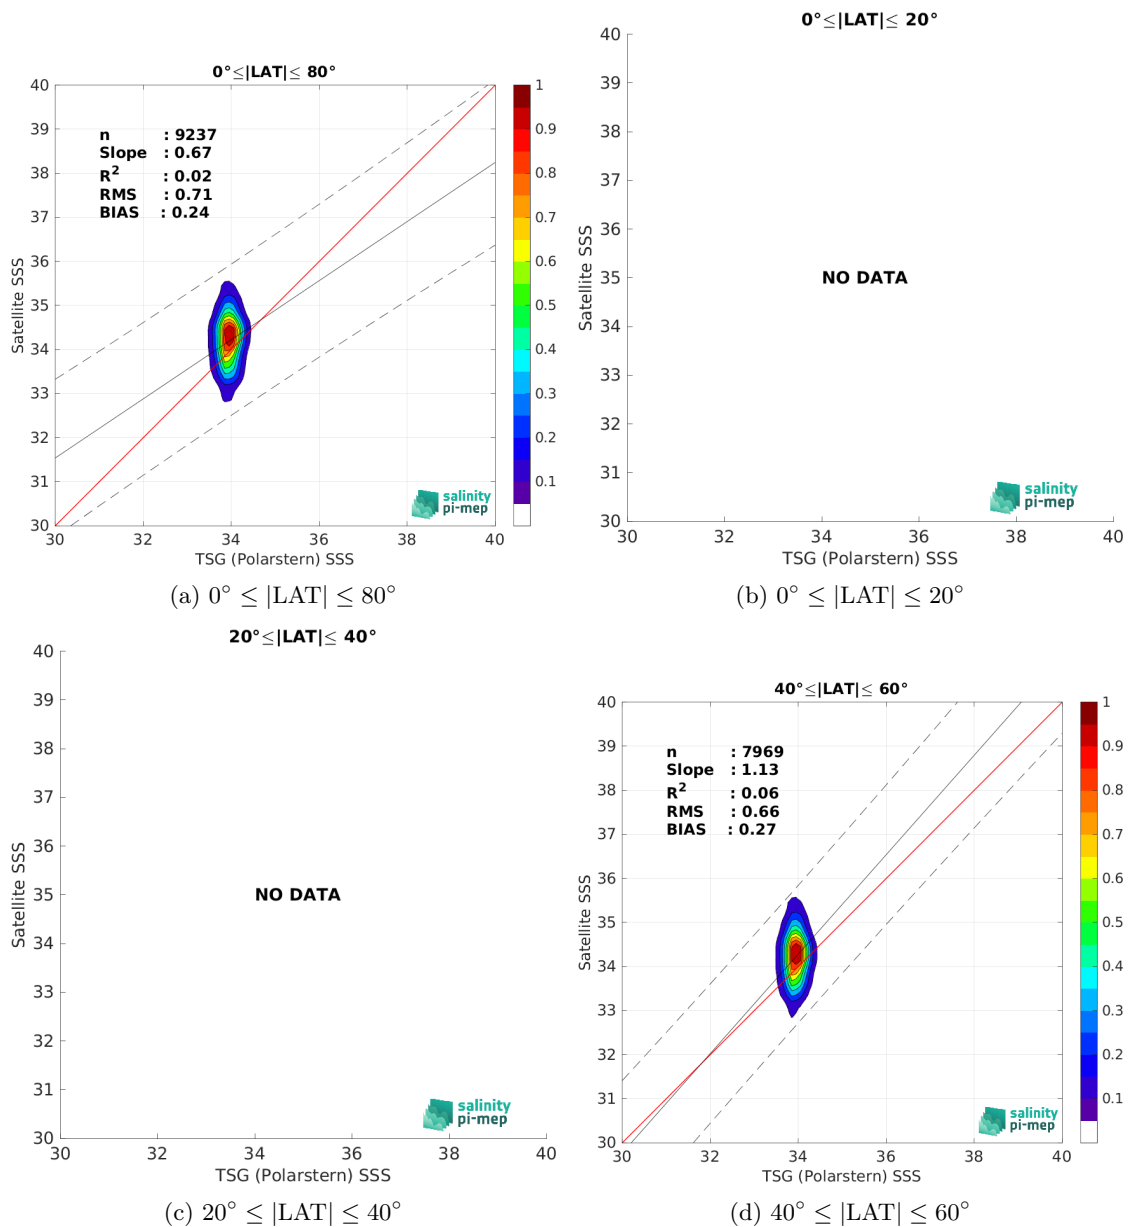 0°≤|LAT|≤ 80°
n : 9237
Slope : 0.67
R² : 0.02
RMS : 0.71
BIAS : 0.24
40
39
38
37
36
35
34
33
32
31
30
30 32 34 36 38 40
Satellite SSS
TSG (Polarstern) SSS
1
0.9
0.8
0.7
0.6
0.5
0.4
0.3
0.2
0.1
salinity
pi-mep
(a) 0° ≤ |LAT| ≤ 80°
0°≤|LAT|≤ 20°
40
39
38
37
36
35
34
33
32
31
30
30 32 34 36 38 40
Satellite SSS
NO DATA
TSG (Polarstern) SSS
salinity
pi-mep
(b) 0° ≤ |LAT| ≤ 20°
20°≤|LAT|≤ 40°
40
39
38
37
36
35
34
33
32
31
30
30 32 34 36 38 40
Satellite SSS
NO DATA
TSG (Polarstern) SSS
salinity
pi-mep
(c) 20° ≤ |LAT| ≤ 40°
40°≤|LAT|≤ 60°
n : 7969
Slope : 1.13
R² : 0.06
RMS : 0.66
BIAS : 0.27
40
39
38
37
36
35
34
33
32
31
30
30 32 34 36 38 40
Satellite SSS
TSG (Polarstern) SSS
1
0.9
0.8
0.7
0.6
0.5
0.4
0.3
0.2
0.1
salinity
pi-mep
(d) 40° ≤ |LAT| ≤ 60°